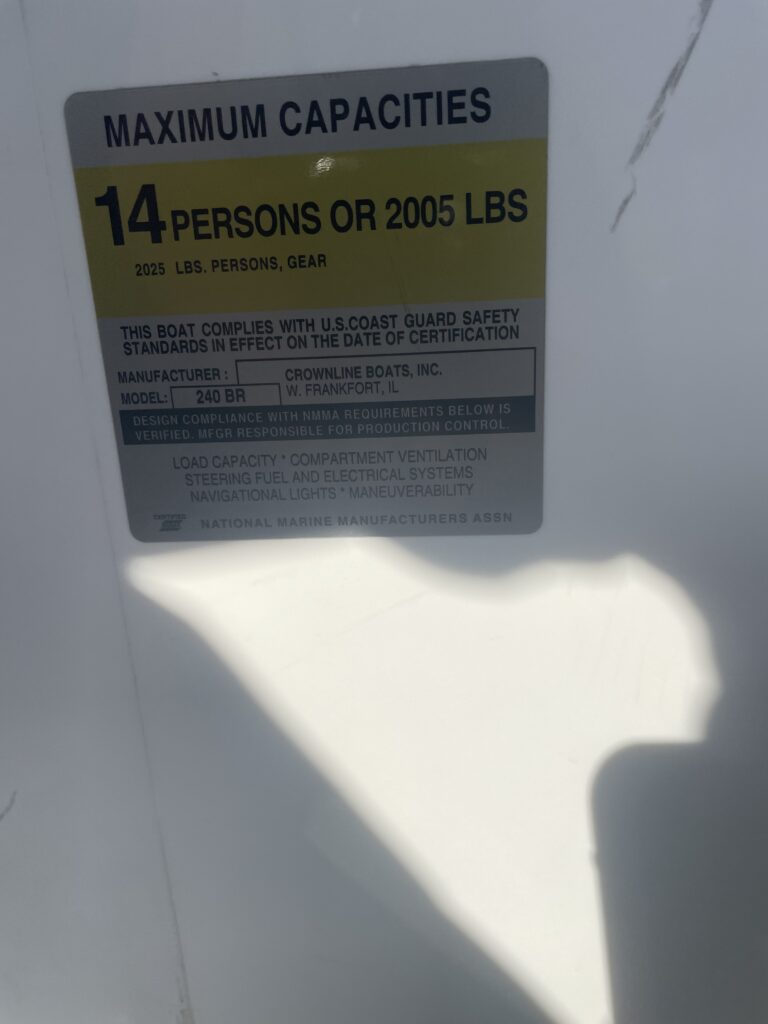 MAXIMUM CAPACITIES
14 PERSONS OR 2005 LBS
2025 LBS. PERSONS, GEAR
THIS BOAT COMPLIES WITH U.S.COAST GUARD SAFETY
STANDARDS IN EFFECT ON THE DATE OF CERTIFICATION
MANUFACTURER : CROWNLINE BOATS, INC.
W. FRANKFORT, IL
MODEL: 240 BR
DESIGN COMPLIANCE WITH NMMA REQUIREMENTS BELOW IS
VERIFIED. MFGR RESPONSIBLE FOR PRODUCTION CONTROL.
LOAD CAPACITY * COMPARTMENT VENTILATION
STEERING FUEL AND ELECTRICAL SYSTEMS
NAVIGATIONAL LIGHTS * MANEUVERABILITY
CERTIFIED
NATIONAL MARINE MANUFACTURERS ASSN